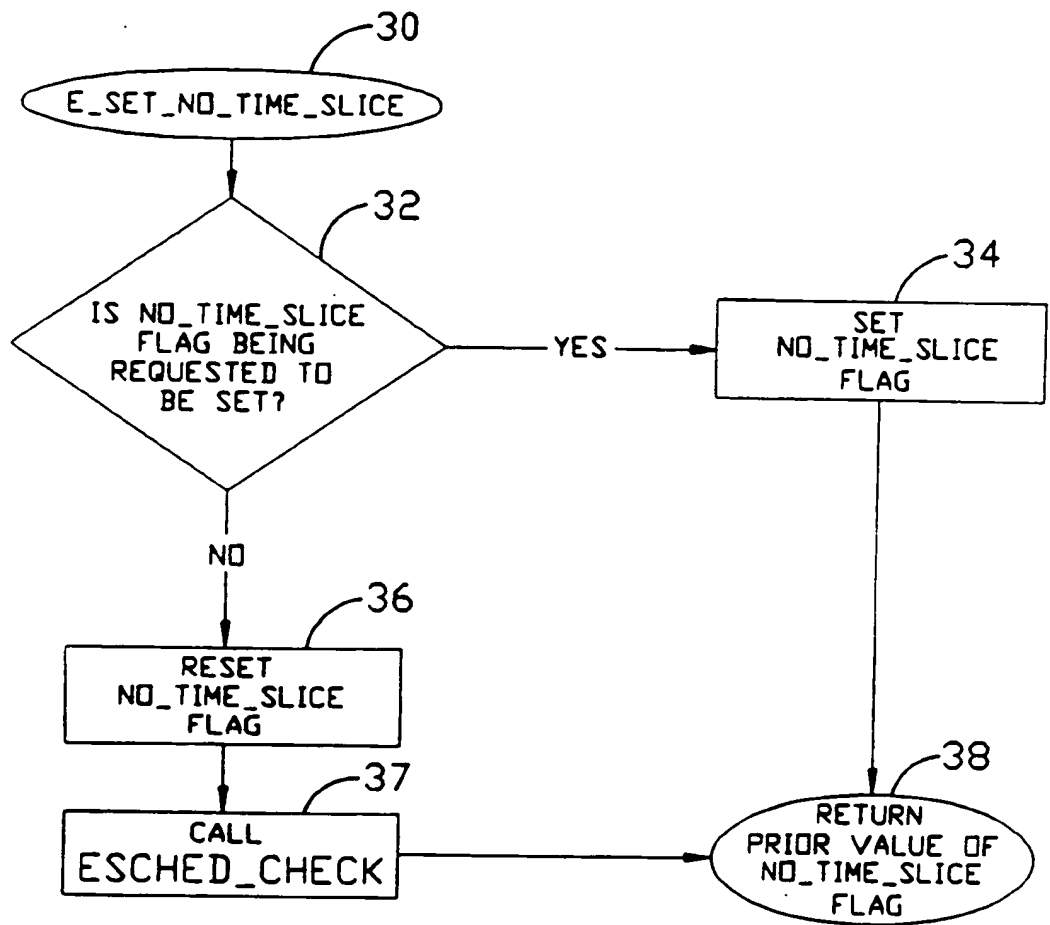 30
E_SET_NO_TIME_SLICE
32
IS NO_TIME_SLICE
FLAG BEING
REQUESTED TO
BE SET?
YES
34
SET
NO_TIME_SLICE
FLAG
NO
36
RESET
NO_TIME_SLICE
FLAG
37
CALL
ESCHED_CHECK
38
RETURN
PRIOR VALUE OF
NO_TIME_SLICE
FLAG